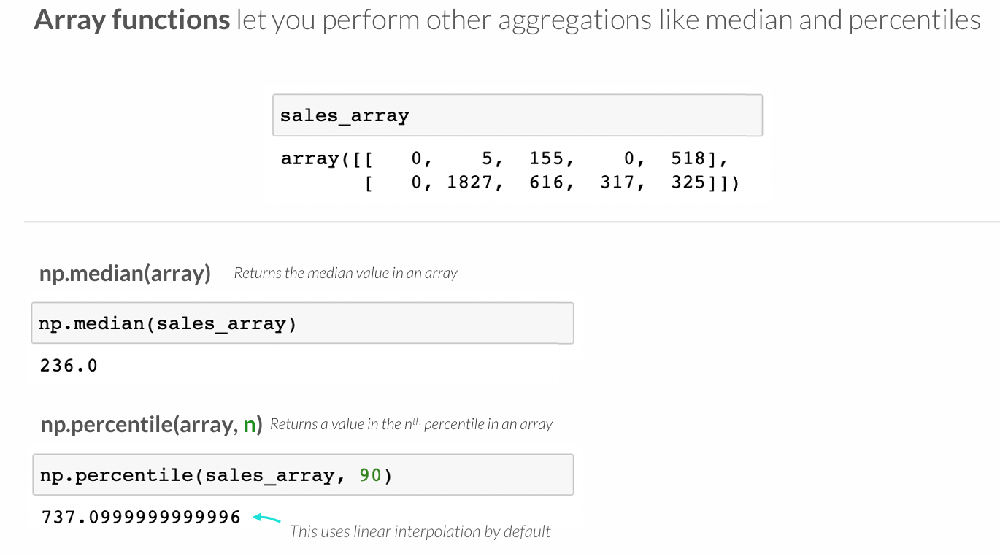 Array functions let you perform other aggregations like median and percentiles
sales_array
array([[   0,    5,  155,    0,  518],
       [   0, 1827,  616,  317,  325]])
np.median(array) Returns the median value in an array
np.median(sales_array)
236.0
np.percentile(array, n) Returns a value in the nth percentile in an array
np.percentile(sales_array, 90)
737.0999999999996
This uses linear interpolation by default